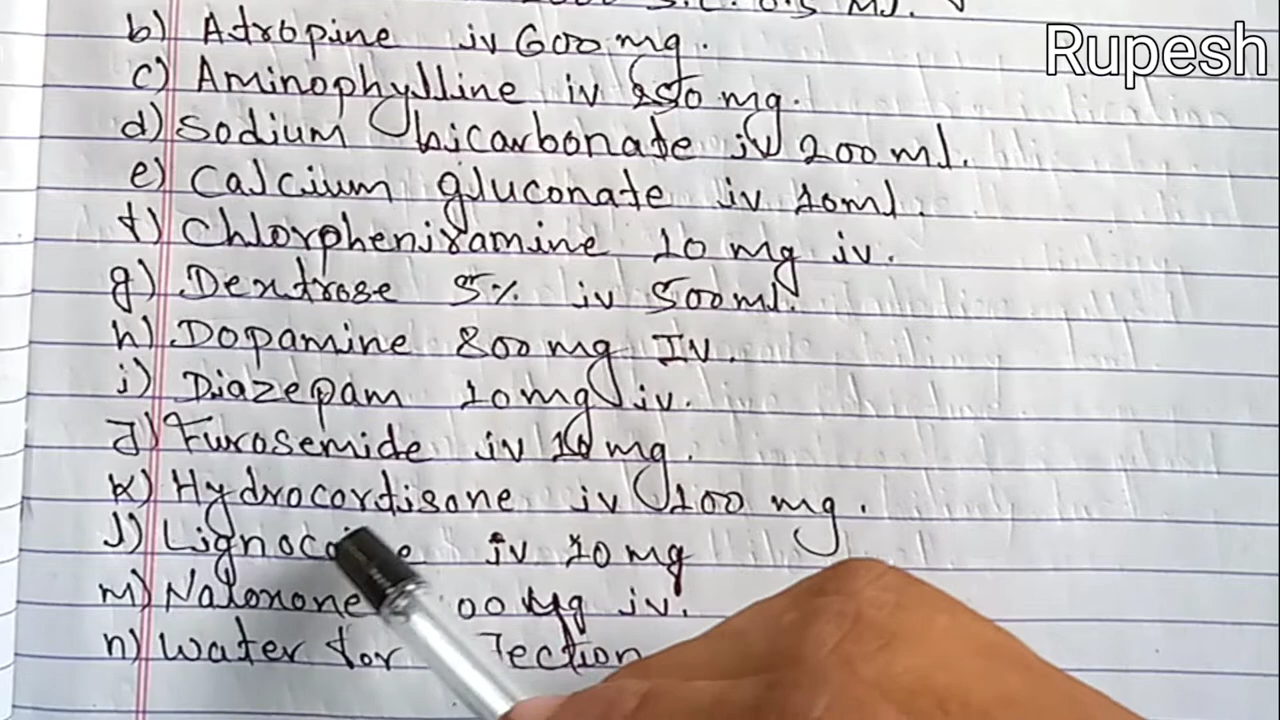 Rupesh
b) Atropine iv 600 mg.
c) Aminophylline iv 250 mg.
d) Sodium bicarbonate iv 200 ml.
e) Calcium gluconate iv 10ml.
f) Chlorpheniramine 10 mg iv.
g) Dextrose 5% iv 500ml.
h) Dopamine 800 mg IV.
i) Diazepam 10mg iv.
J) Furosemide iv 10 mg.
K) Hydrocortisone iv 100 mg.
l) iv 10 mg
m) Naloxone iv.
n) Water for